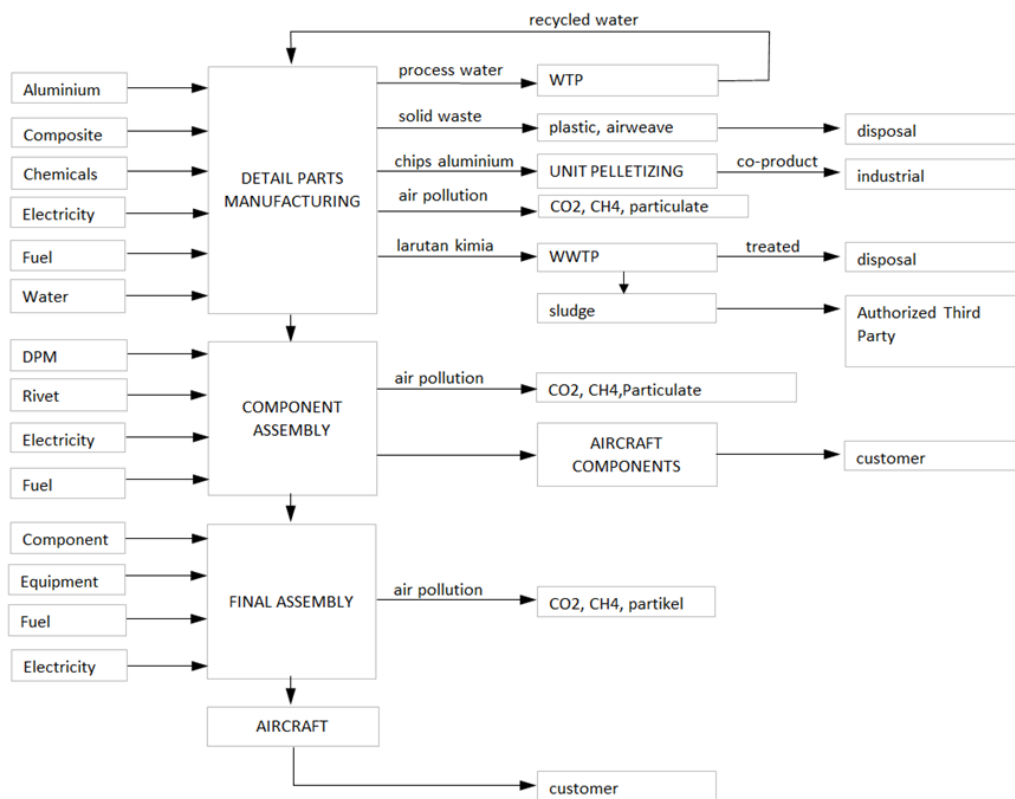 recycled water
Aluminium
Composite
Chemicals
Electricity
Fuel
Water
DETAIL PARTS
MANUFACTURING
process water
WTP
solid waste
plastic, airweave
disposal
chips aluminium
UNIT PELLETIZING
co-product
industrial
air pollution
CO2, CH4, particulate
larutan kimia
WWTP
treated
disposal
sludge
Authorized Third
Party
DPM
Rivet
Electricity
Fuel
COMPONENT
ASSEMBLY
air pollution
CO2, CH4,Particulate
AIRCRAFT
COMPONENTS
customer
Component
Equipment
Fuel
Electricity
FINAL ASSEMBLY
air pollution
CO2, CH4, partikel
AIRCRAFT
customer